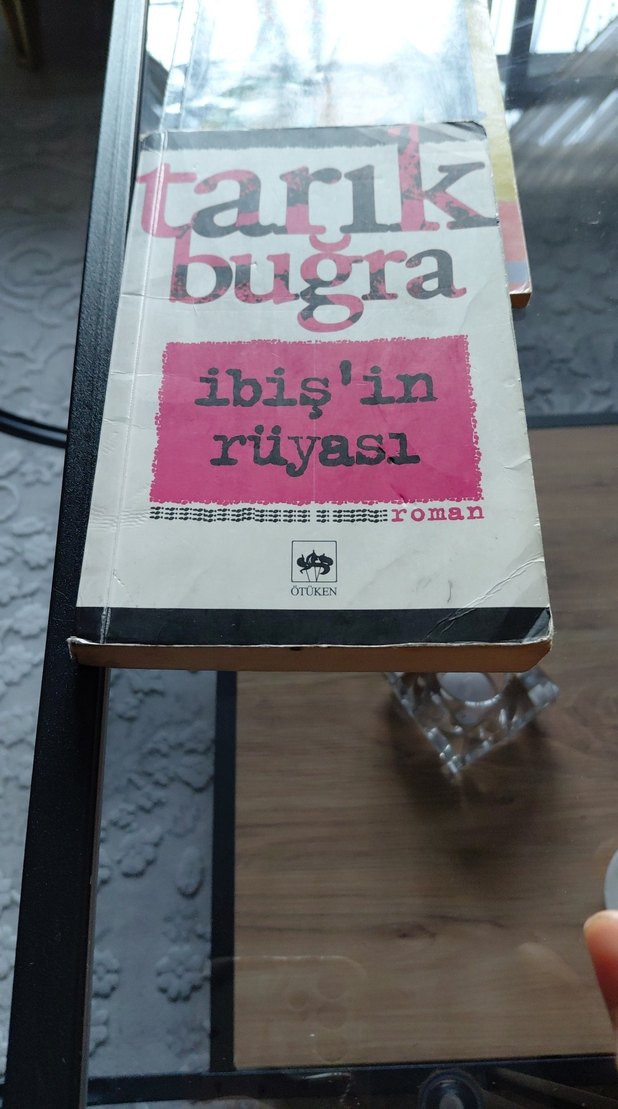 tarık
buğra
ibiş'in
rüyası
roman
ÖTÜKEN